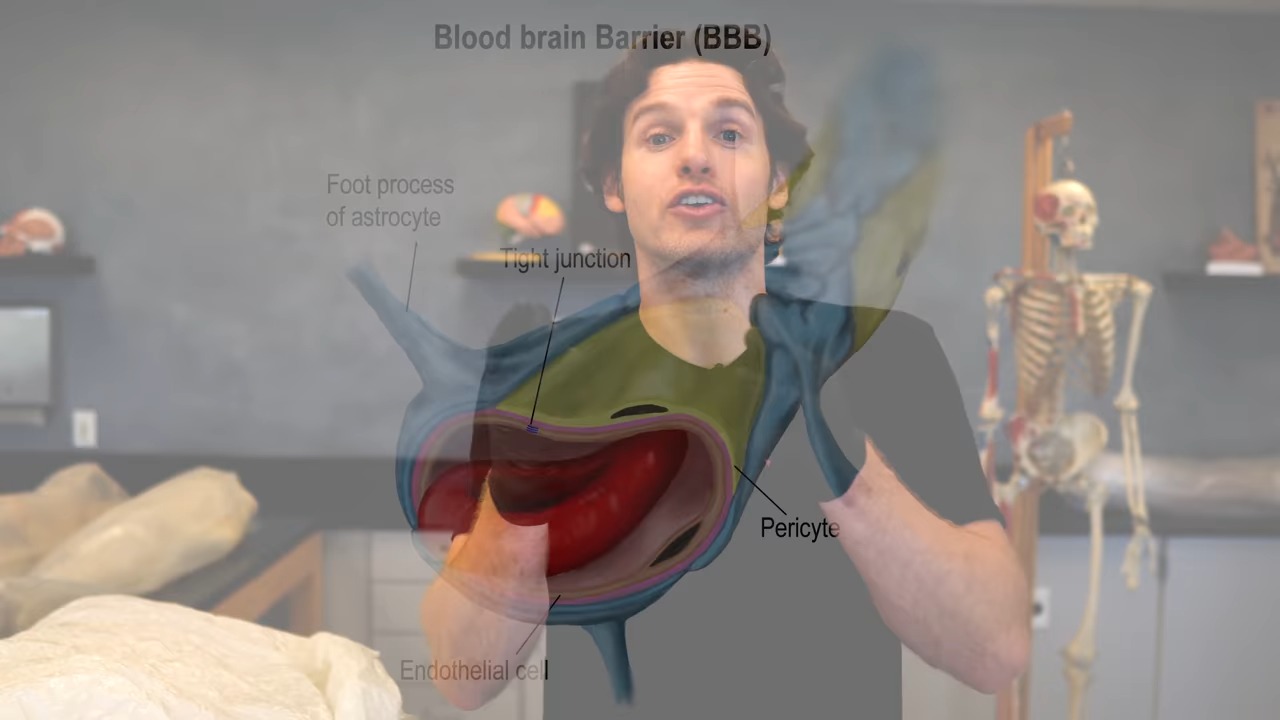 Blood brain Barrier (BBB)
Foot process
of astrocyte
Tight junction
Pericyte
Endothelial cell